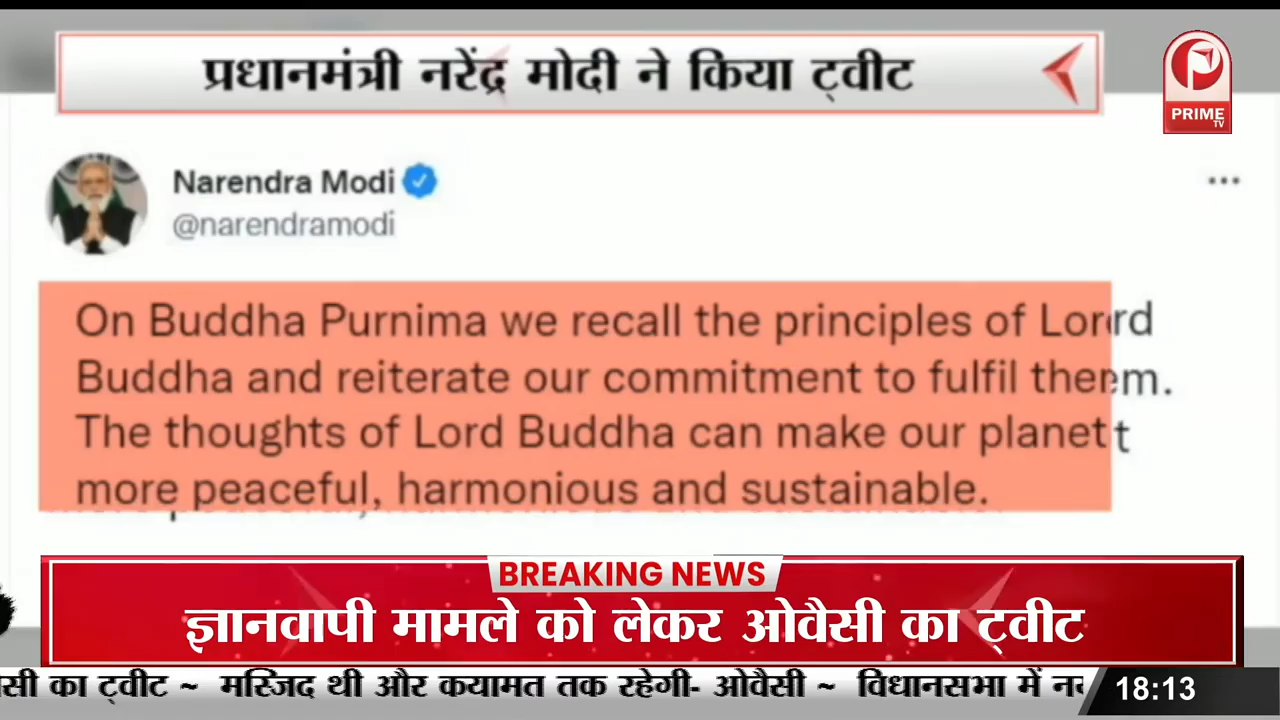 प्रधानमंत्री नरेंद्र मोदी ने किया ट्वीट
PRIME
TV
Narendra Modi
@narendramodi
On Buddha Purnima we recall the principles of Lord
Buddha and reiterate our commitment to fulfil them.
The thoughts of Lord Buddha can make our planet
more peaceful, harmonious and sustainable.
BREAKING NEWS
ज्ञानवापी मामले को लेकर ओवैसी का ट्वीट
का ट्वीट ~ मस्जिद थी और कयामत तक रहेगी- ओवैसी ~ विधानसभा में
18:13